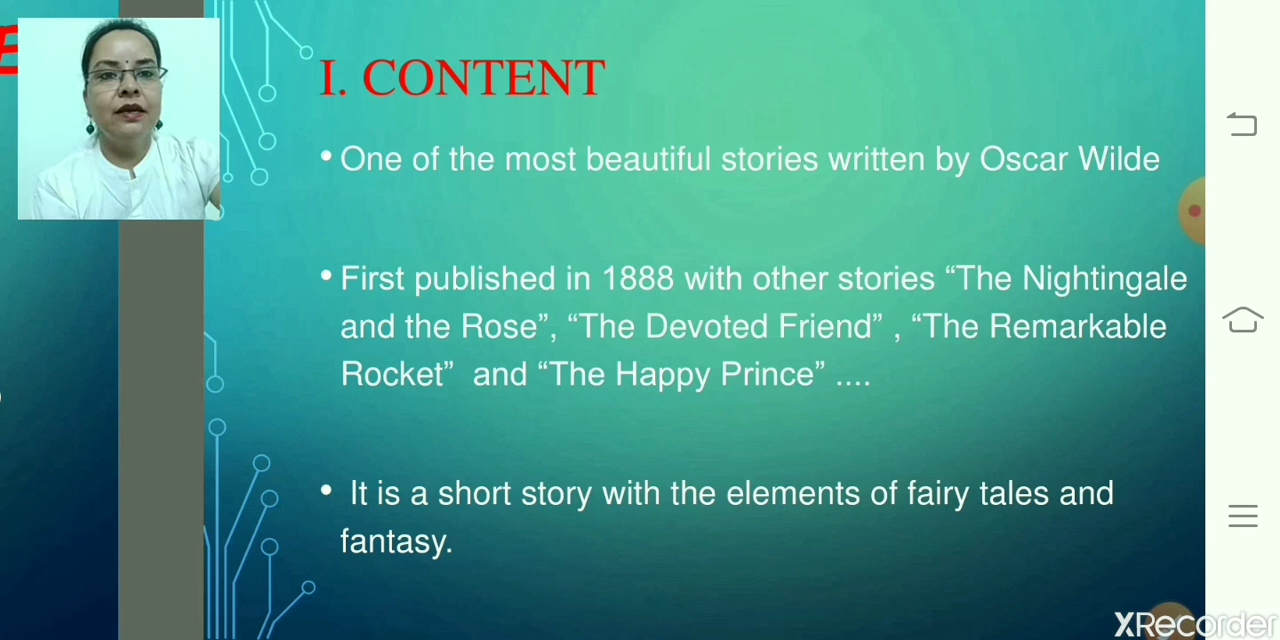 I. CONTENT
• One of the most beautiful stories written by Oscar Wilde
• First published in 1888 with other stories “The Nightingale
and the Rose”, “The Devoted Friend” , “The Remarkable
Rocket”  and “The Happy Prince” ....
• It is a short story with the elements of fairy tales and
fantasy.
XRecorder